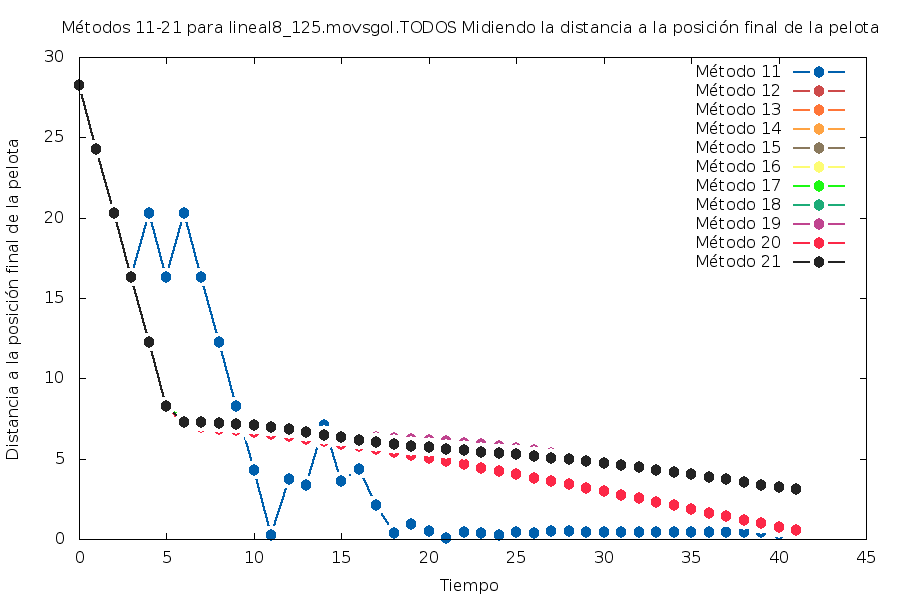 Métodos 11-21 para lineal8_125.movsgol.TODOS Midiendo la distancia a la posición final de la pelota
30
25
20
15
10
5
0
Distancia a la posición final de la pelota
Método 11
Método 12
Método 13
Método 14
Método 15
Método 16
Método 17
Método 18
Método 19
Método 20
Método 21
0 5 10 15 20 25 30 35 40 45
Tiempo